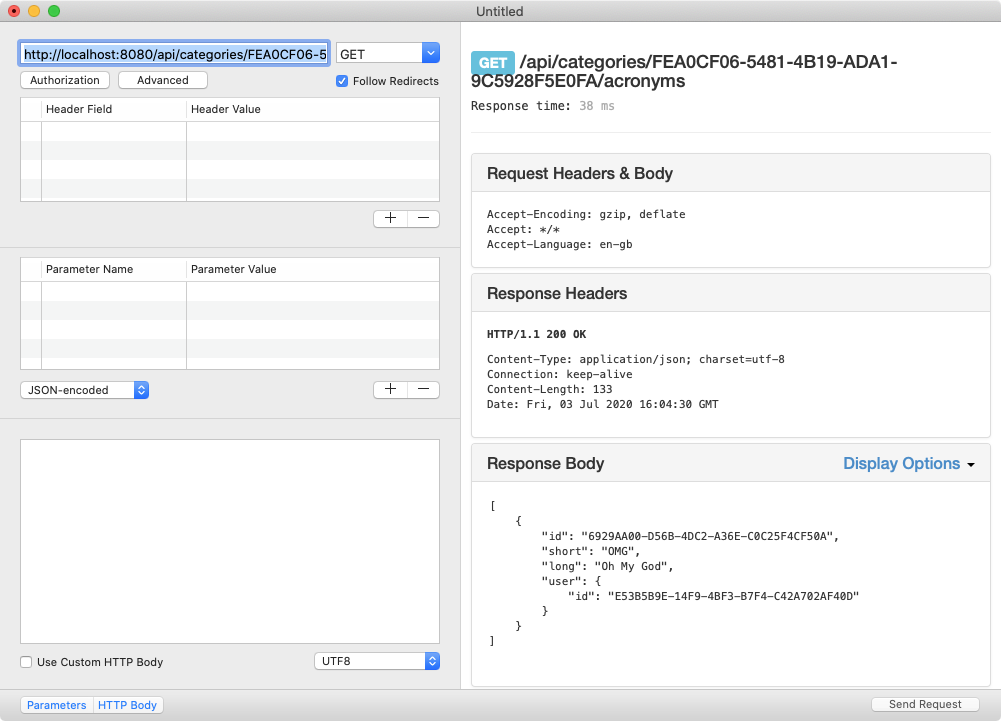 Untitled
http://localhost:8080/api/categories/FEA0CF06-5
GET
Authorization
Advanced
Follow Redirects
Header Field
Header Value
Parameter Name
Parameter Value
JSON-encoded
Use Custom HTTP Body
UTF8
Parameters
HTTP Body
GET /api/categories/FEA0CF06-5481-4B19-ADA1-
9C5928F5E0FA/acronyms
Response time: 38 ms
Request Headers & Body
Accept-Encoding: gzip, deflate
Accept: */*
Accept-Language: en-gb
Response Headers
HTTP/1.1 200 OK
Content-Type: application/json; charset=utf-8
Connection: keep-alive
Content-Length: 133
Date: Fri, 03 Jul 2020 16:04:30 GMT
Response Body
Display Options
[
{
"id": "6929AA00-D56B-4DC2-A36E-C0C25F4CF50A",
"short": "OMG",
"long": "Oh My God",
"user": {
"id": "E53B5B9E-14F9-4BF3-B7F4-C42A702AF40D"
}
}
]
Send Request